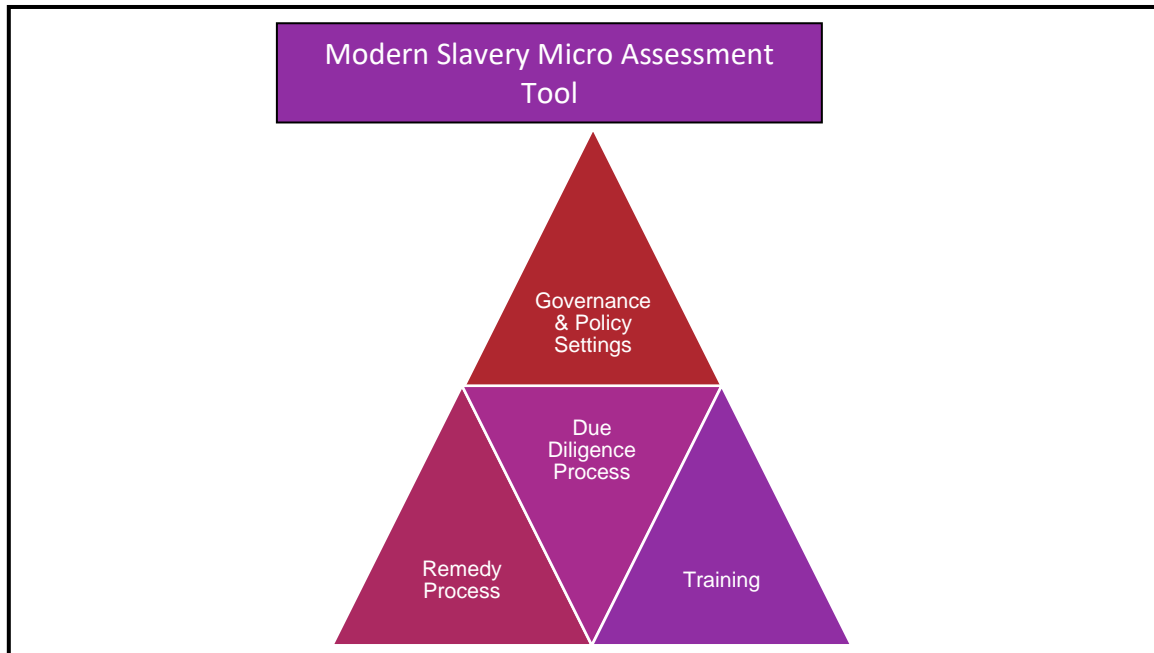 Modern Slavery Micro Assessment
Tool
Governance
& Policy
Settings
Due
Diligence
Process
Remedy
Process
Training